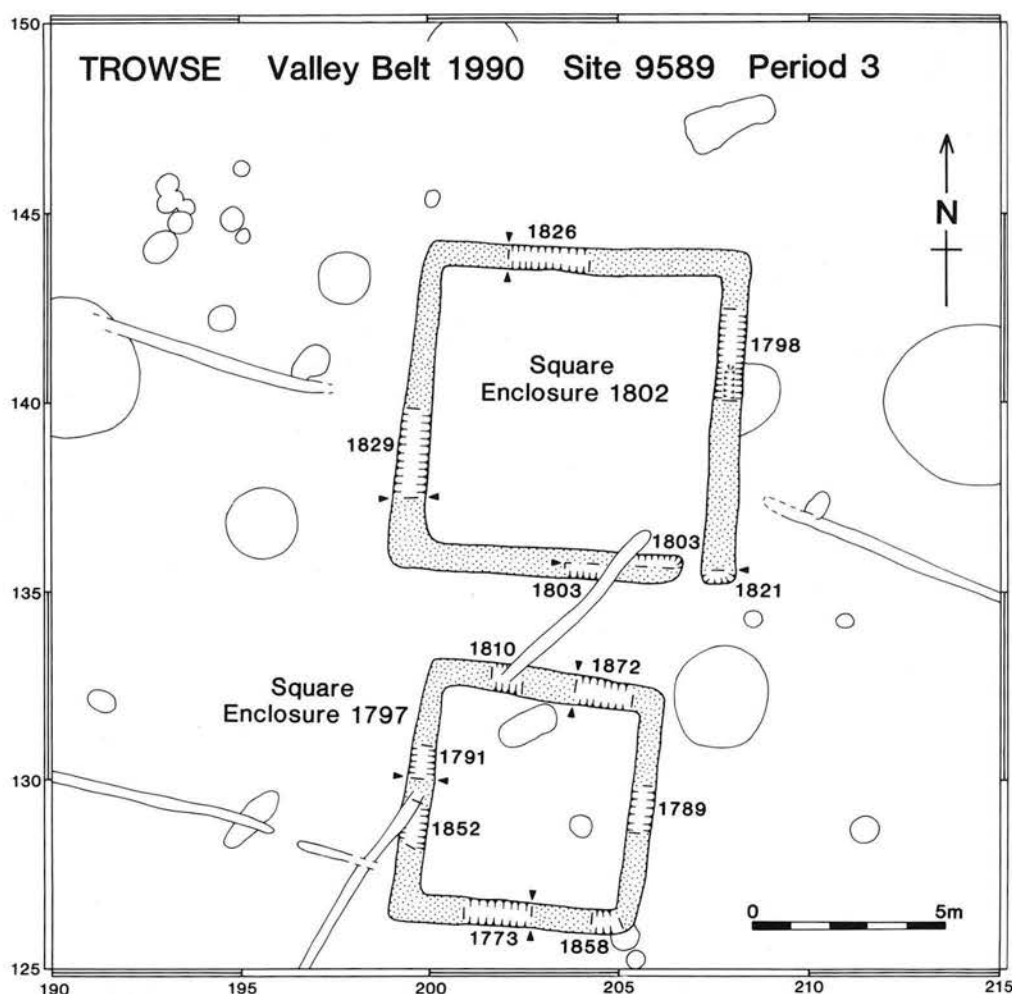 150
TROWSE Valley Belt 1990 Site 9589 Period 3
145
N
1826
1798
Square
Enclosure 1802
140
1829
1803
135
1803
1821
1810
1872
Square
Enclosure 1797
1791
130
1789
1852
0 5m
1773
1858
125
190 195 200 205 210 215